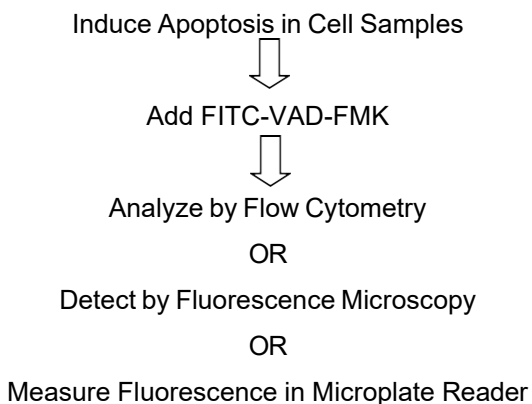 Induce Apoptosis in Cell Samples
Add FITC-VAD-FMK
Analyze by Flow Cytometry
OR
Detect by Fluorescence Microscopy
OR
Measure Fluorescence in Microplate Reader